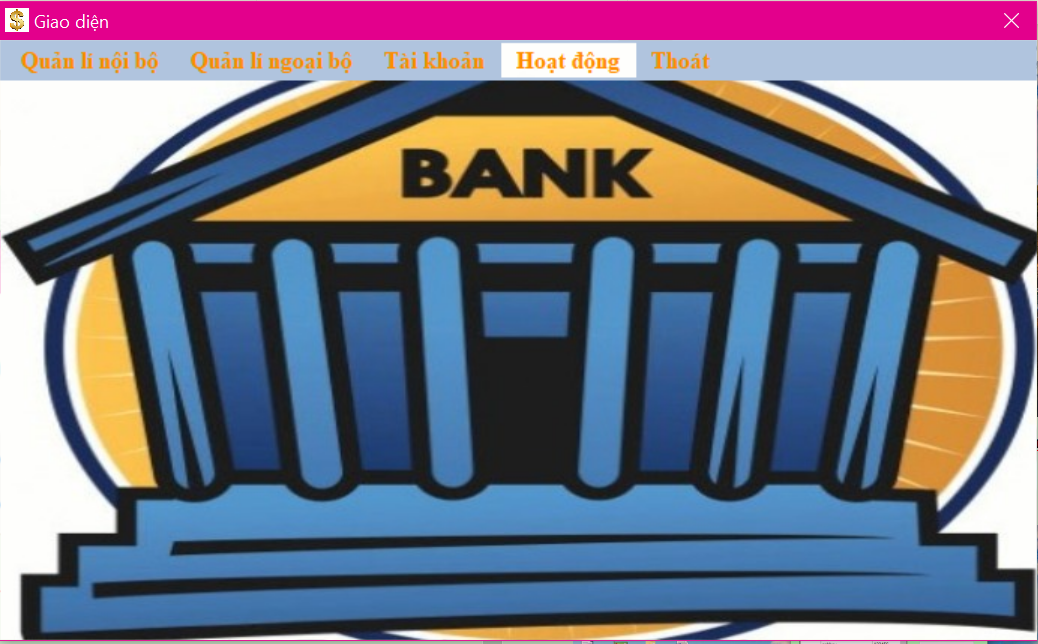 Giao diện
Quản lí nội bộ Quản lí ngoại bộ Tài khoản Hoạt động Thoát
BANK